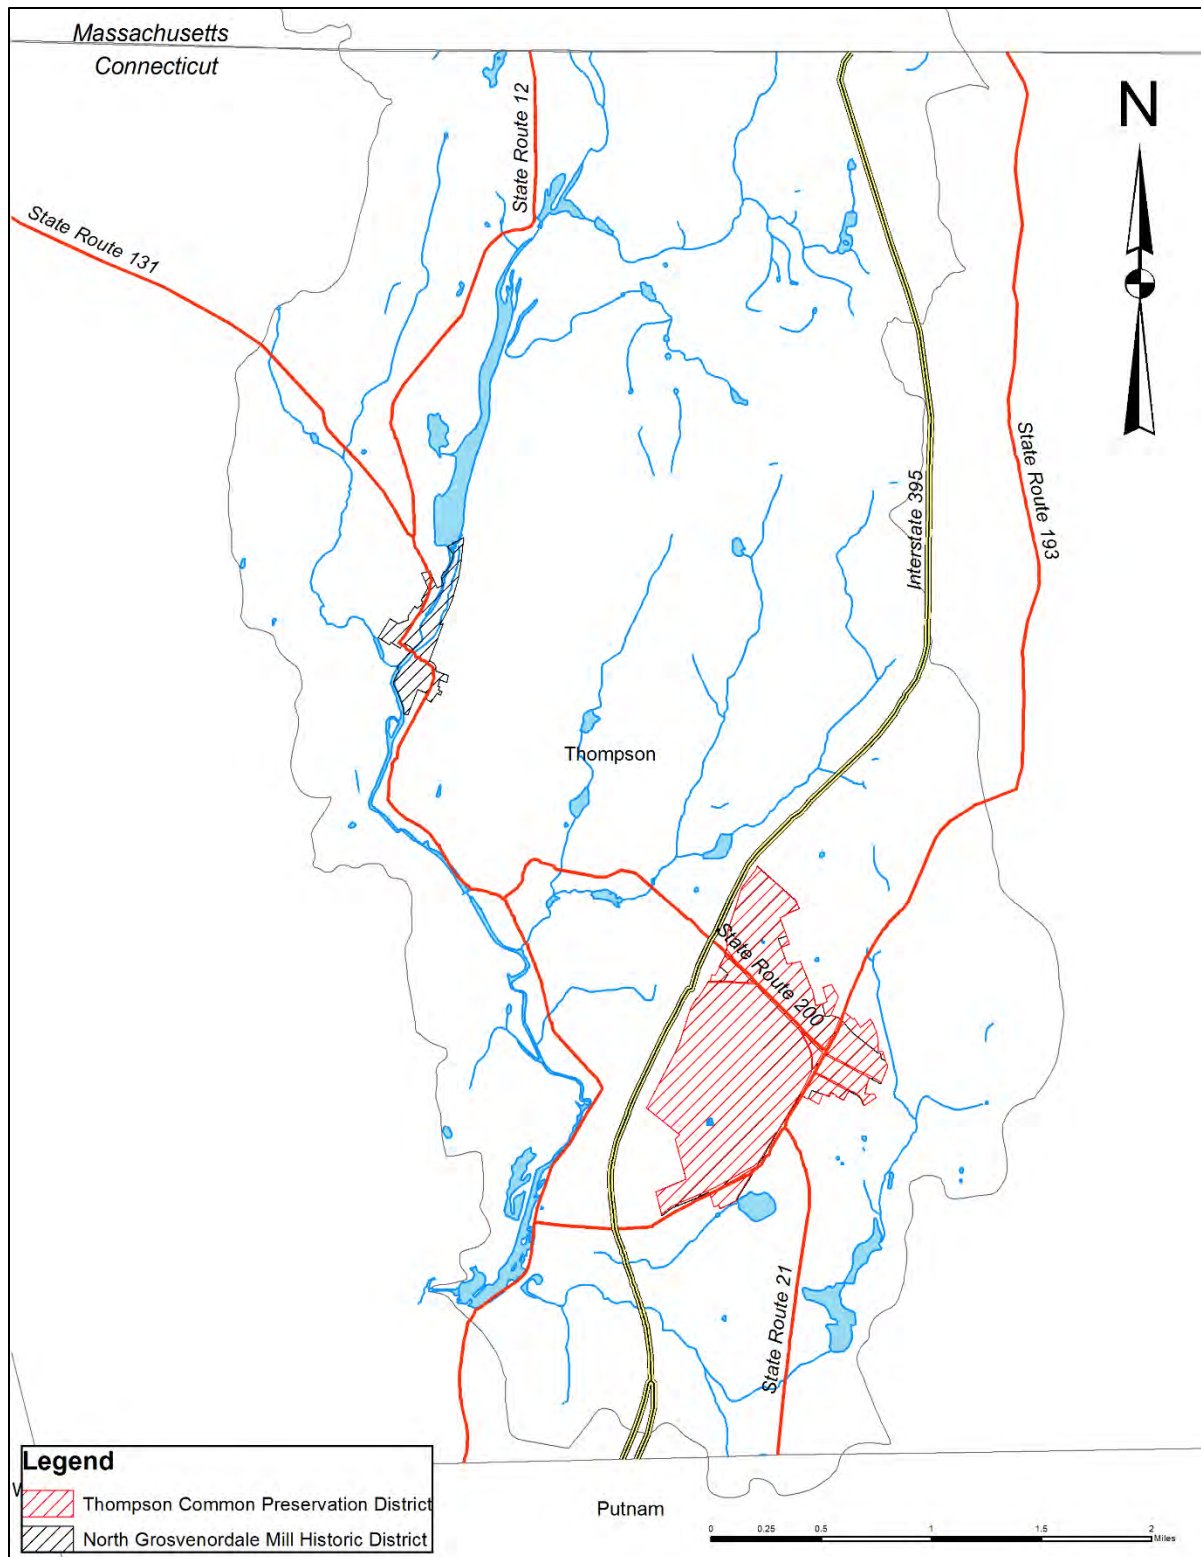 Massachusetts
Connecticut
N
State Route 12
State Route 131
State Route 193
Interstate 395
Thompson
State Route 200
State Route 21
Legend
Thompson Common Preservation District
North Grosvenordale Mill Historic District
Putnam
0 0.25 0.5 1 1.5 2
Miles